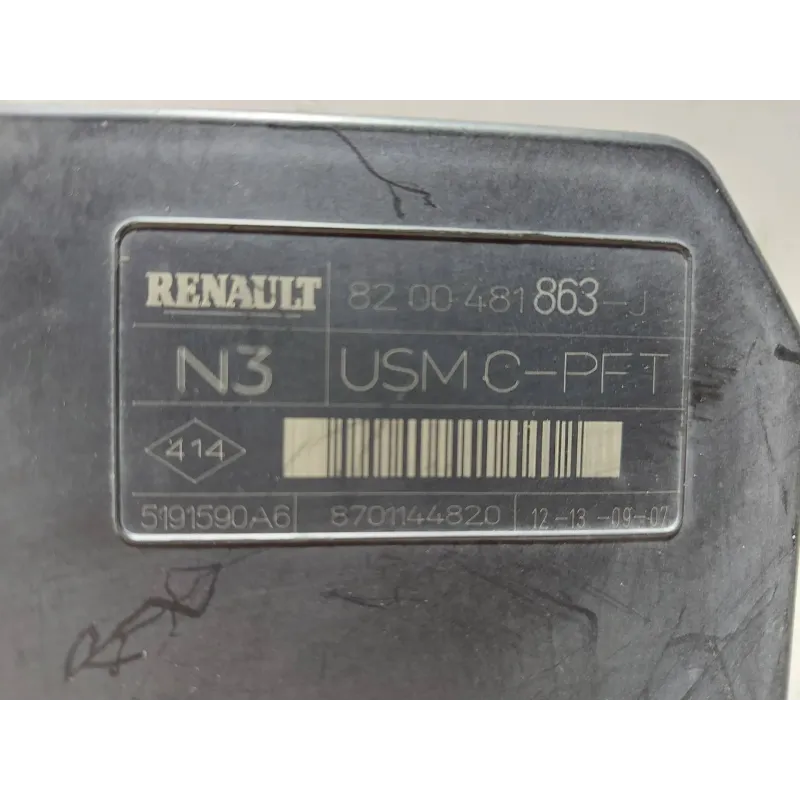 RENAULT 82 00 481 863-J
N3 USM C-PFT
414
5191590A6 8701144820 12-13-09-07